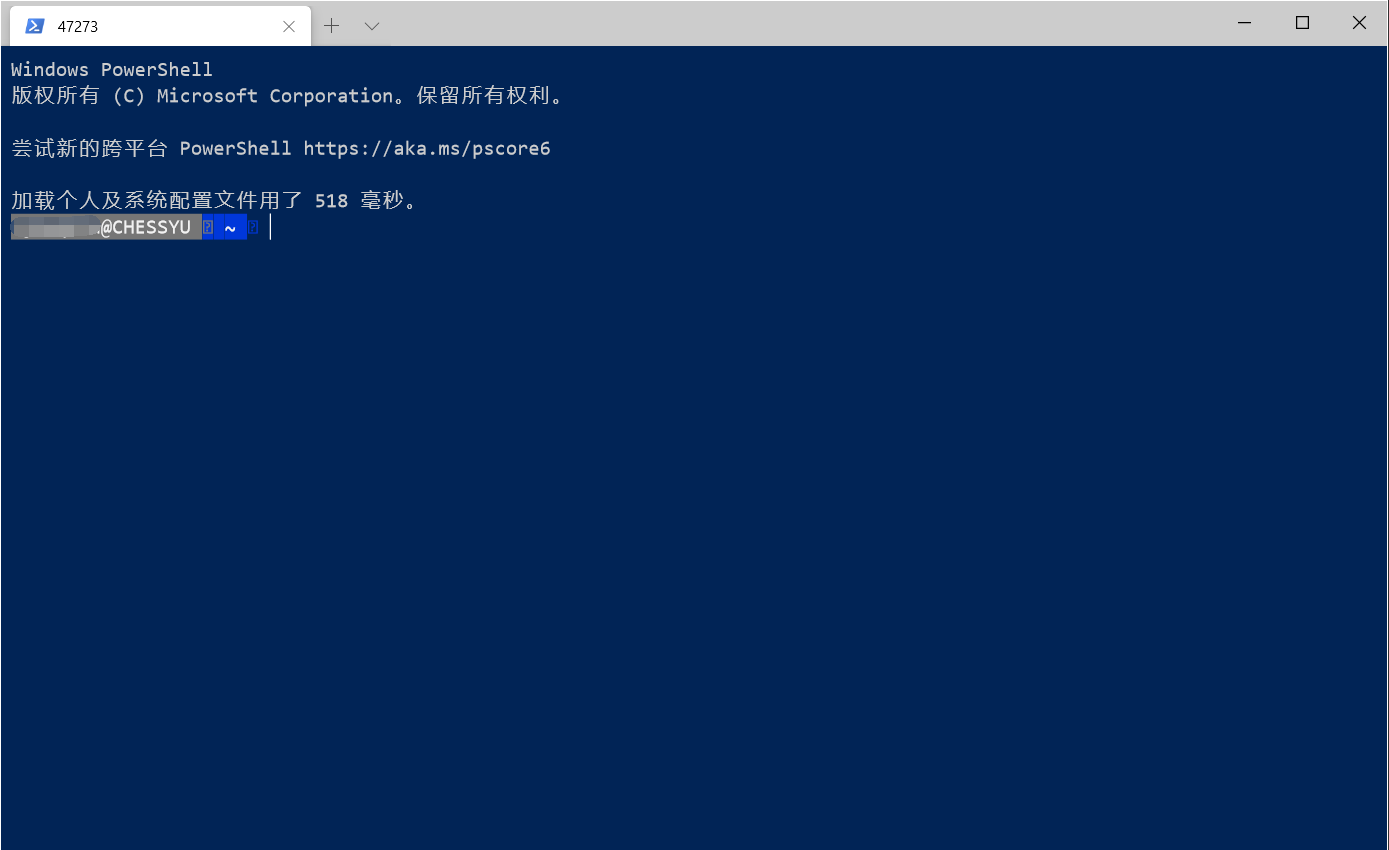 47273
Windows PowerShell
版权所有 (C) Microsoft Corporation。保留所有权利。
尝试新的跨平台 PowerShell https://aka.ms/pscore6
加载个人及系统配置文件用了 518 毫秒。
@CHESSYU ~